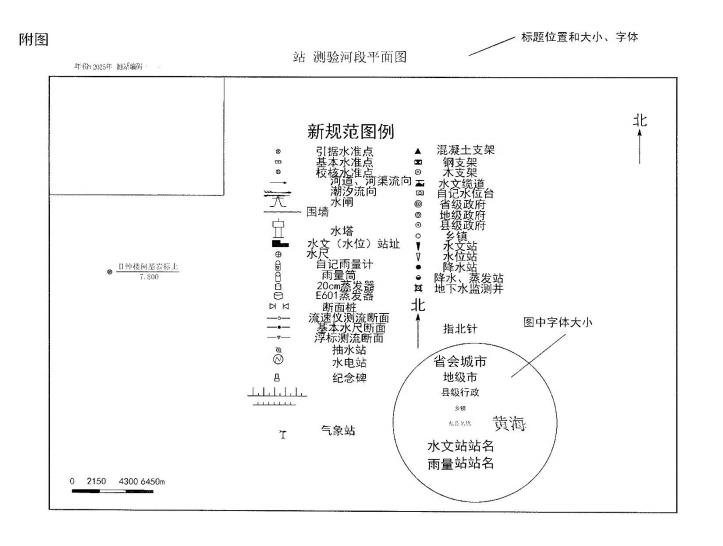 附图
标题位置和大小、字体
站 测验河段平面图
年份: 2025年 测站编码:
北
新规范图例
引据水准点
基本水准点
校核水准点
河道、河渠流向
潮汐流向
水闸
围墙
水塔
水文（水位）站址
水尺
自记雨量计
雨量筒
20cm蒸发器
E601蒸发器
断面桩
流速仪测流断面
基本水尺断面
浮标测流断面
抽水站
水电站
纪念碑
气象站
混凝土支架
钢支架
木支架
水文缆道
自记水位台
省级政府
地级政府
县级政府
乡镇
水文站
水位站
降水站
降水、蒸发站
地下水监测井
北
指北针
7.800
图中字体大小
省会城市
地级市
县级行政
乡镇
黄海
水文站站名
雨量站站名
0 2150 4300 6450m